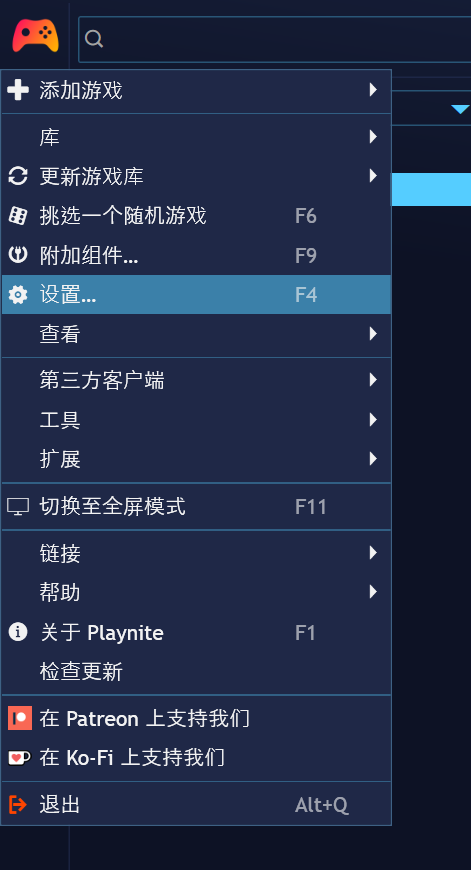 添加游戏
库
更新游戏库
挑选一个随机游戏 F6
附加组件... F9
设置... F4
查看
第三方客户端
工具
扩展
切换至全屏模式 F11
链接
帮助
关于 Playnite F1
检查更新
在 Patreon 上支持我们
在 Ko-Fi 上支持我们
退出 Alt+Q